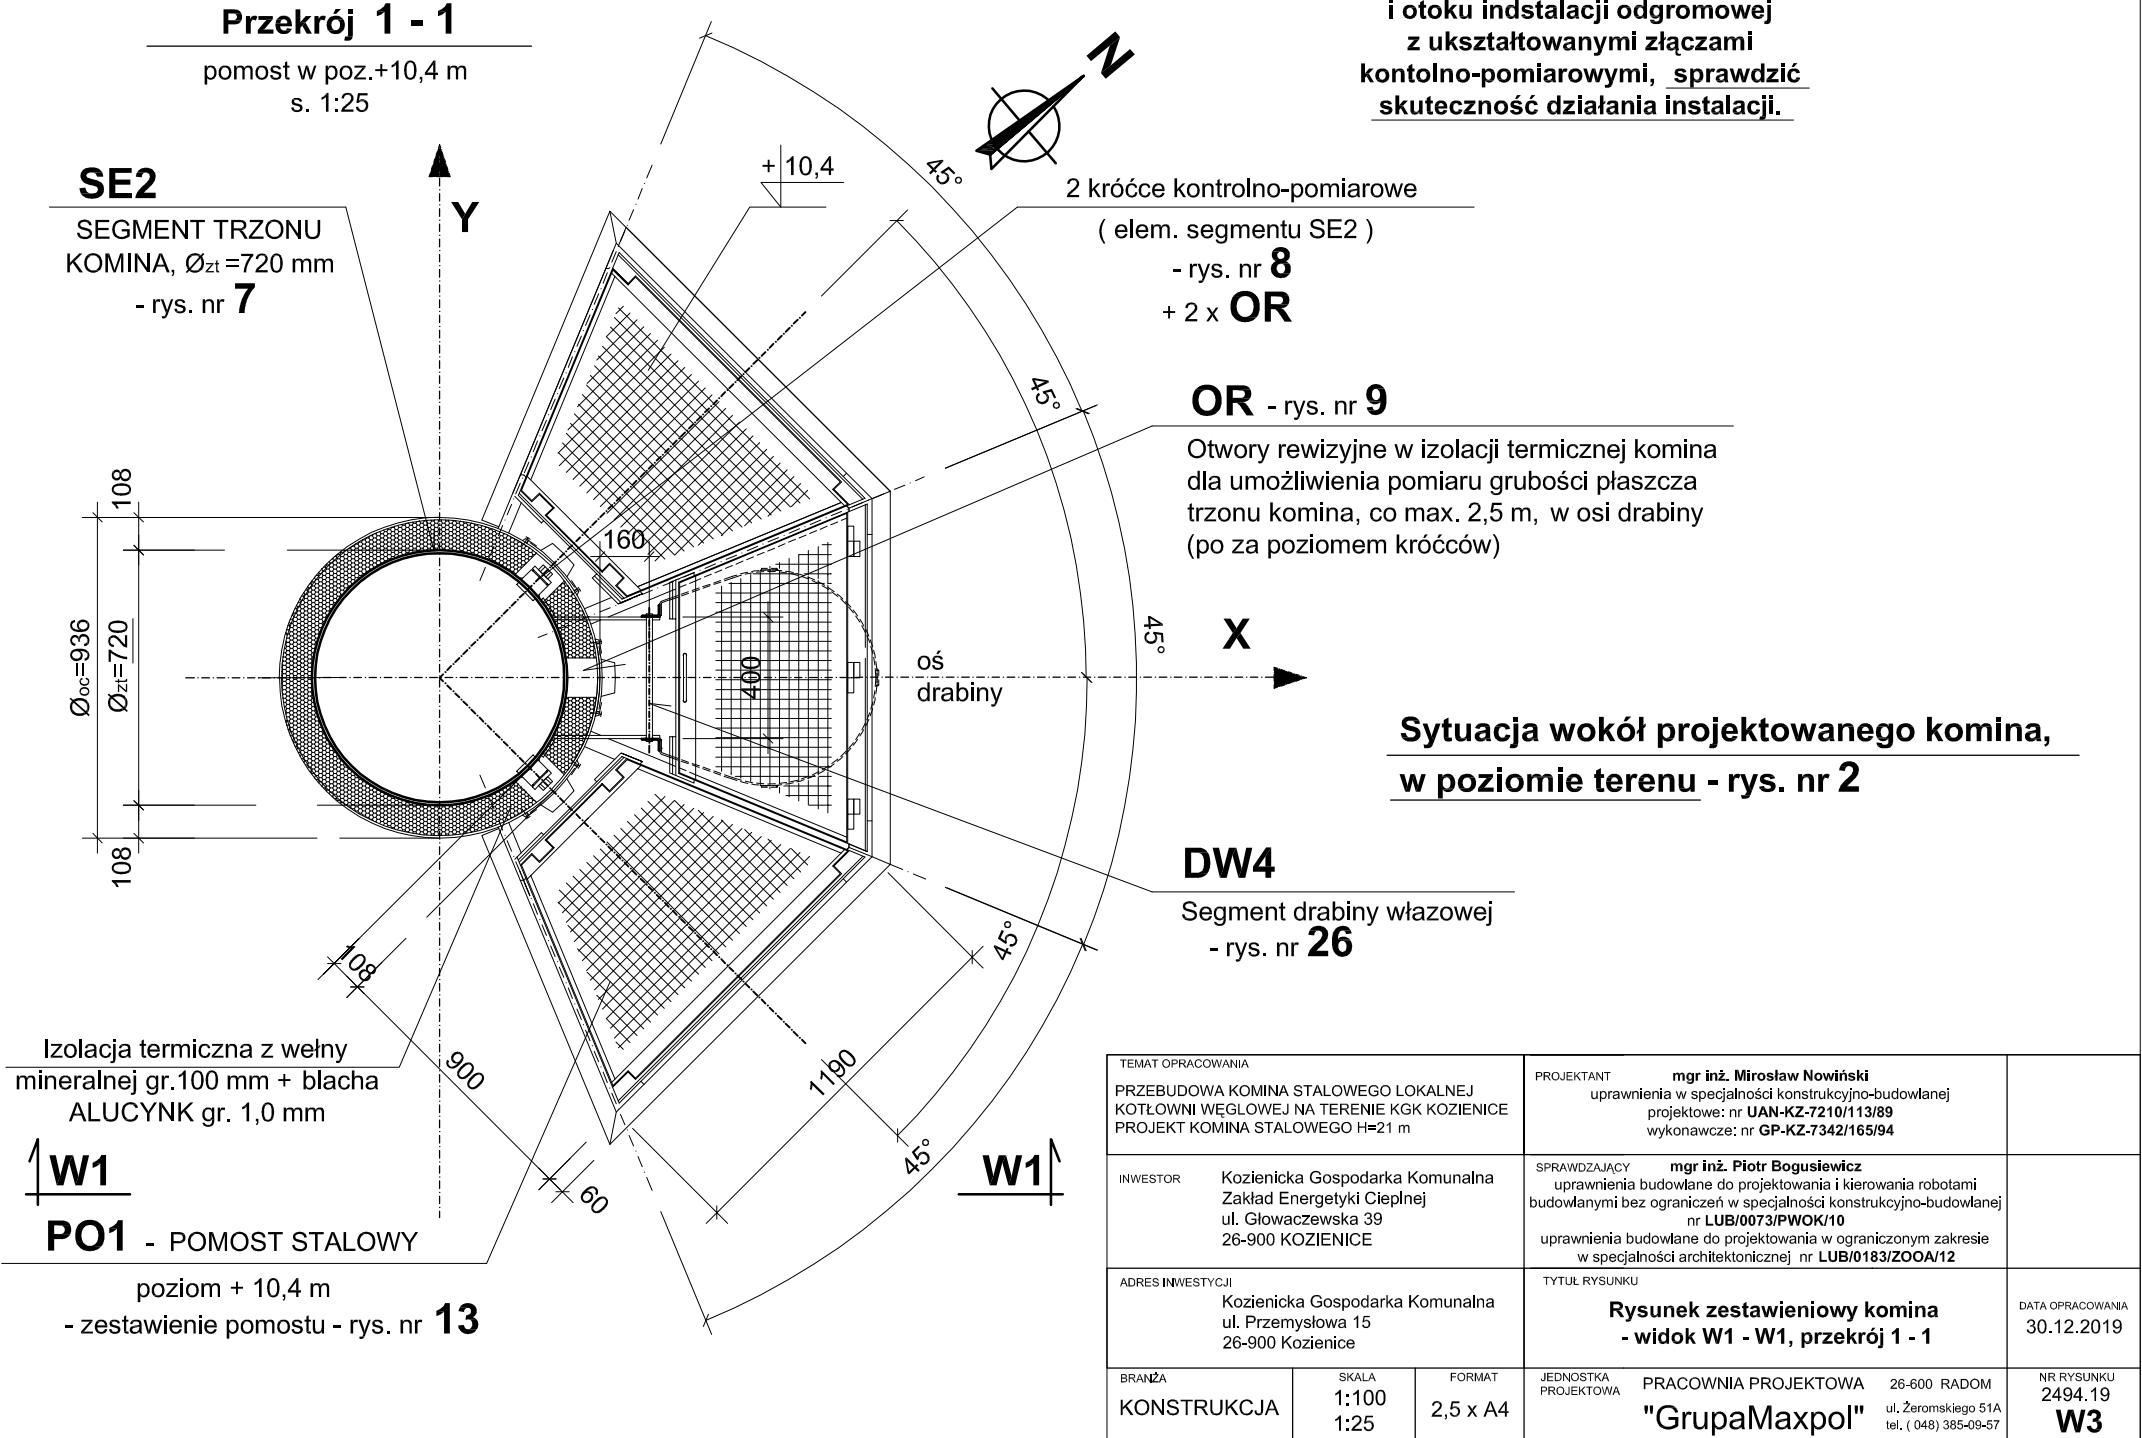 Przekrój 1 - 1
pomost w poz.+10,4 m
s. 1:25
i otoku indstalacji odgromowej
z ukształtowanymi złączami
kontolno-pomiarowymi, sprawdzić
skuteczność działania instalacji.
N
SE2
SEGMENT TRZONU
KOMINA, Øzt =720 mm
- rys. nr 7
Y
+ 10,4
45°
2 króćce kontrolno-pomiarowe
( elem. segmentu SE2 )
- rys. nr 8
+ 2 x OR
45°
OR - rys. nr 9
Otwory rewizyjne w izolacji termicznej komina
dla umożliwienia pomiaru grubości płaszcza
trzonu komina, co max. 2,5 m, w osi drabiny
(po za poziomem króćców)
108
160
Øoc=936
Øzt=720
400
oś
drabiny
45°
X
108
Sytuacja wokół projektowanego komina,
w poziomie terenu - rys. nr 2
DW4
Segment drabiny włazowej
- rys. nr 26
45°
108
900
1190
45°
60
Izolacja termiczna z wełny
mineralnej gr.100 mm + blacha
ALUCYNK gr. 1,0 mm
W1
W1
PO1 - POMOST STALOWY
poziom + 10,4 m
- zestawienie pomostu - rys. nr 13
TEMAT OPRACOWANIA
PRZEBUDOWA KOMINA STALOWEGO LOKALNEJ
KOTŁOWNI WĘGLOWEJ NA TERENIE KGK KOZIENICE
PROJEKT KOMINA STALOWEGO H=21 m
PROJEKTANT mgr inż. Mirosław Nowiński
uprawnienia w specjalności konstrukcyjno-budowlanej
projektowe: nr UAN-KZ-7210/113/89
wykonawcze: nr GP-KZ-7342/165/94
INWESTOR Kozienicka Gospodarka Komunalna
Zakład Energetyki Cieplnej
ul. Głowaczewska 39
26-900 KOZIENICE
SPRAWDZAJĄCY mgr inż. Piotr Bogusiewicz
uprawnienia budowlane do projektowania i kierowania robotami
budowlanymi bez ograniczeń w specjalności konstrukcyjno-budowlanej
nr LUB/0073/PWOK/10
uprawnienia budowlane do projektowania w ograniczonym zakresie
w specjalności architektonicznej nr LUB/0183/ZOOA/12
ADRES INWESTYCJI
Kozienicka Gospodarka Komunalna
ul. Przemysłowa 15
26-900 Kozienice
TYTUŁ RYSUNKU
Rysunek zestawieniowy komina
- widok W1 - W1, przekrój 1 - 1
DATA OPRACOWANIA
30.12.2019
BRANŻA
KONSTRUKCJA
SKALA
1:100
1:25
FORMAT
2,5 x A4
JEDNOSTKA
PROJEKTOWA
PRACOWNIA PROJEKTOWA
"GrupaMaxpol"
26-600 RADOM
ul. Żeromskiego 51A
tel. ( 048) 385-09-57
NR RYSUNKU
2494.19
W3